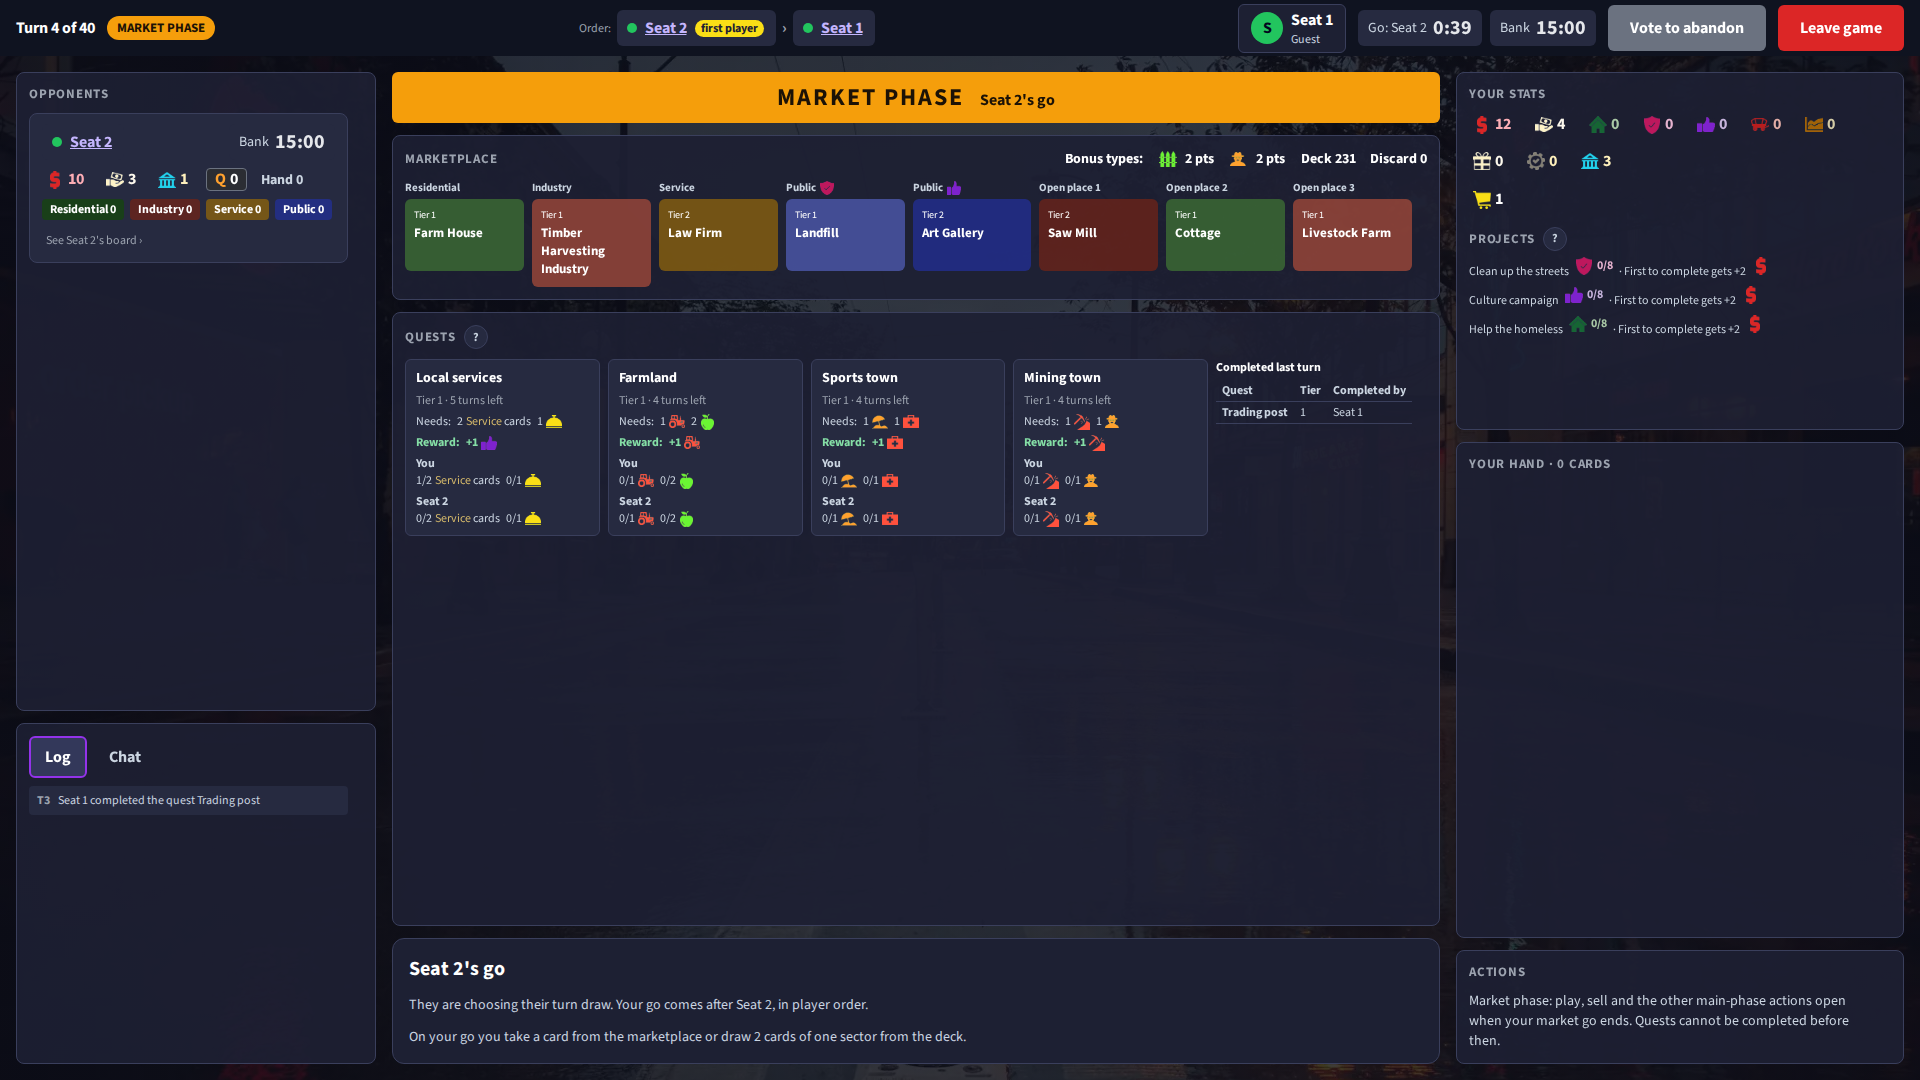 Turn 4 of 40
MARKET PHASE
Order:
Seat 2
first player
›
Seat 1
S
Seat 1
Guest
Go: Seat 2 0:39
Bank 15:00
Vote to abandon
Leave game
OPPONENTS
Seat 2
Bank 15:00
10 3 1 Q 0 Hand 0
Residential 0 Industry 0 Service 0 Public 0
See Seat 2's board ›
Log
Chat
T3 Seat 1 completed the quest Trading post
MARKET PHASE Seat 2's go
MARKETPLACE
Bonus types: 2 pts 2 pts Deck 231 Discard 0
Residential
Tier 1
Farm House
Industry
Tier 1
Timber
Harvesting
Industry
Service
Tier 2
Law Firm
Public
Tier 1
Landfill
Public
Tier 2
Art Gallery
Open place 1
Tier 2
Saw Mill
Open place 2
Tier 1
Cottage
Open place 3
Tier 1
Livestock Farm
QUESTS ?
Local services
Tier 1 · 5 turns left
Needs: 2 Service cards 1
Reward: +1
You
1/2 Service cards 0/1
Seat 2
0/2 Service cards 0/1
Farmland
Tier 1 · 4 turns left
Needs: 1 2
Reward: +1
You
0/1 0/2
Seat 2
0/1 0/2
Sports town
Tier 1 · 4 turns left
Needs: 1 1
Reward: +1
You
0/1 0/1
Seat 2
0/1 0/1
Mining town
Tier 1 · 4 turns left
Needs: 1 1
Reward: +1
You
0/1 0/1
Seat 2
0/1 0/1
Completed last turn
Quest Tier Completed by
Trading post 1 Seat 1
Seat 2's go
They are choosing their turn draw. Your go comes after Seat 2, in player order.
On your go you take a card from the marketplace or draw 2 cards of one sector from the deck.
YOUR STATS
12 4 0 0 0 0 0
0 0 3
1
PROJECTS ?
Clean up the streets 0/8 · First to complete gets +2
Culture campaign 0/8 · First to complete gets +2
Help the homeless 0/8 · First to complete gets +2
YOUR HAND · 0 CARDS
ACTIONS
Market phase: play, sell and the other main-phase actions open
when your market go ends. Quests cannot be completed before
then.